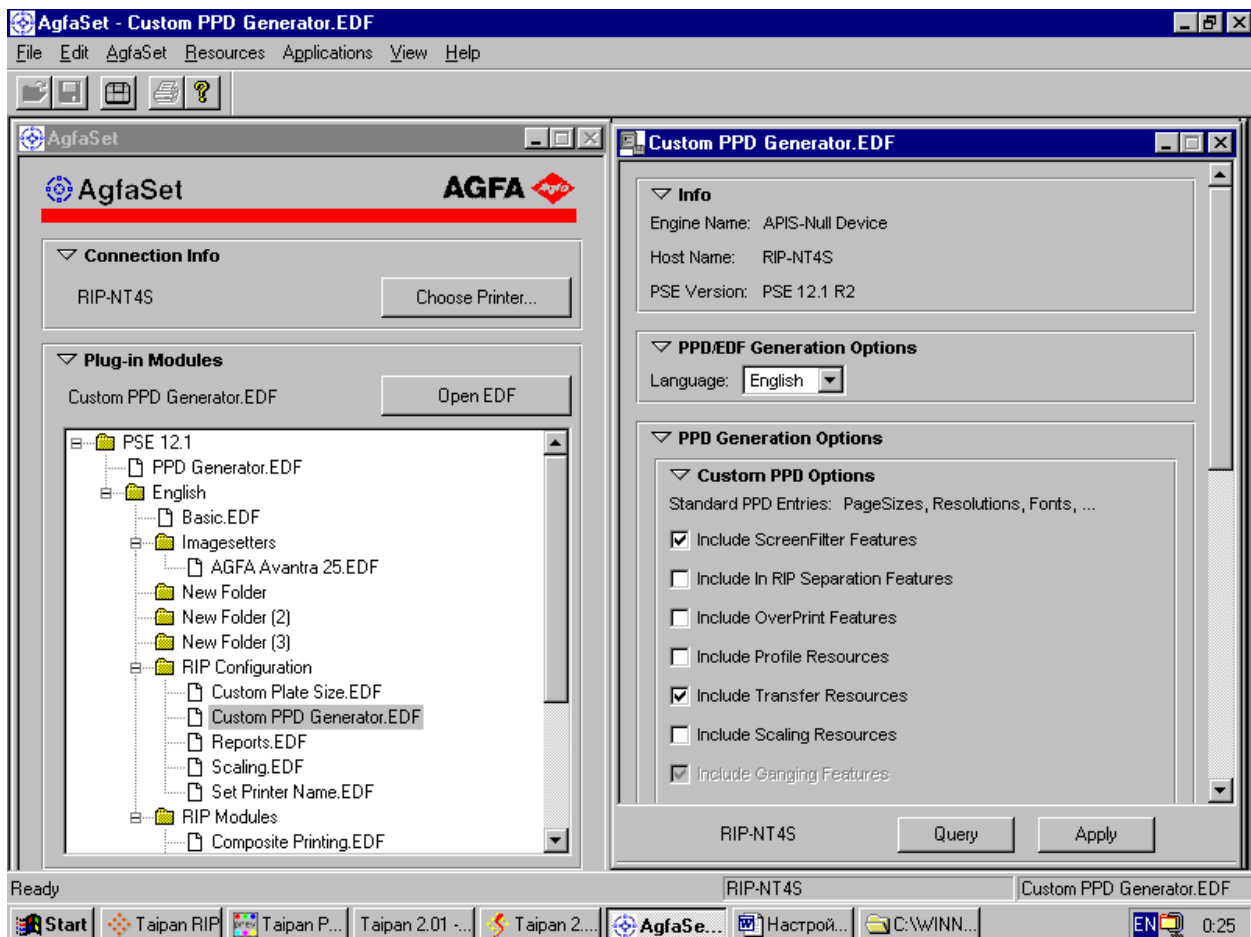 AgfaSet - Custom PPD Generator.EDF
File Edit AgfaSet Resources Applications View Help
AgfaSet
AgfaSet AGFA
Connection Info
RIP-NT4S Choose Printer...
Plug-in Modules
Custom PPD Generator.EDF Open EDF
PSE 12.1
PPD Generator.EDF
English
Basic.EDF
Imagesetters
AGFA Avantra 25.EDF
New Folder
New Folder (2)
New Folder (3)
RIP Configuration
Custom Plate Size.EDF
Custom PPD Generator.EDF
Reports.EDF
Scaling.EDF
Set Printer Name.EDF
RIP Modules
Composite Printing.EDF
Custom PPD Generator.EDF
Info
Engine Name: APIS-Null Device
Host Name: RIP-NT4S
PSE Version: PSE 12.1 R2
PPD/EDF Generation Options
Language: English
PPD Generation Options
Custom PPD Options
Standard PPD Entries: PageSizes, Resolutions, Fonts, ...
Include ScreenFilter Features
Include In RIP Separation Features
Include OverPrint Features
Include Profile Resources
Include Transfer Resources
Include Scaling Resources
Include Ganging Features
RIP-NT4S Query Apply
Ready RIP-NT4S Custom PPD Generator.EDF
Start Taipan RIP Taipan P... Taipan 2.01 -... Taipan 2.... AgfaSe... Настрой... C:\WINN... EN 0:25